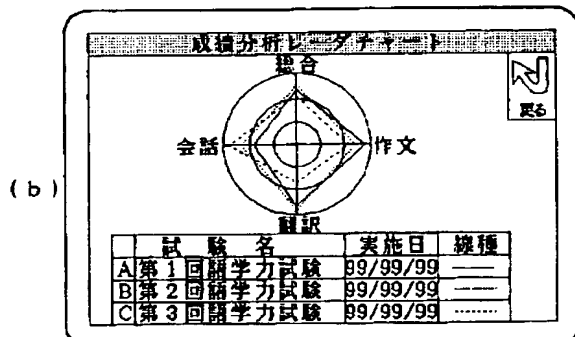 成績分析レーダチャート
総合
戻る
会話
作文
(b)
翻訳
試験名 実施日 線種
A 第1回語学力試験 99/99/99
B 第2回語学力試験 99/99/99
C 第3回語学力試験 99/99/99